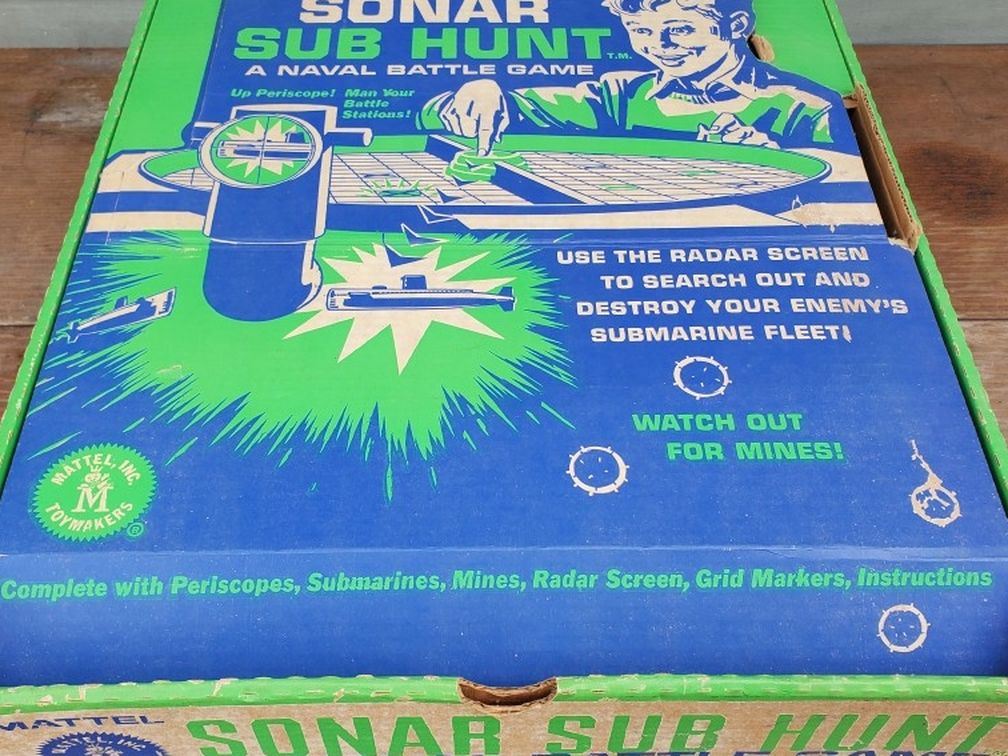 SONAR
SUB HUNT T.M.
A NAVAL BATTLE GAME
Up Periscope! Man Your
Battle
Stations!
USE THE RADAR SCREEN
TO SEARCH OUT AND
DESTROY YOUR ENEMY'S
SUBMARINE FLEET!
WATCH OUT
FOR MINES!
MATTEL, INC.
M
TOYMAKERS
®
Complete with Periscopes, Submarines, Mines, Radar Screen, Grid Markers, Instructions
MATTEL
SONAR SUB HUNT
MATTEL, INC.